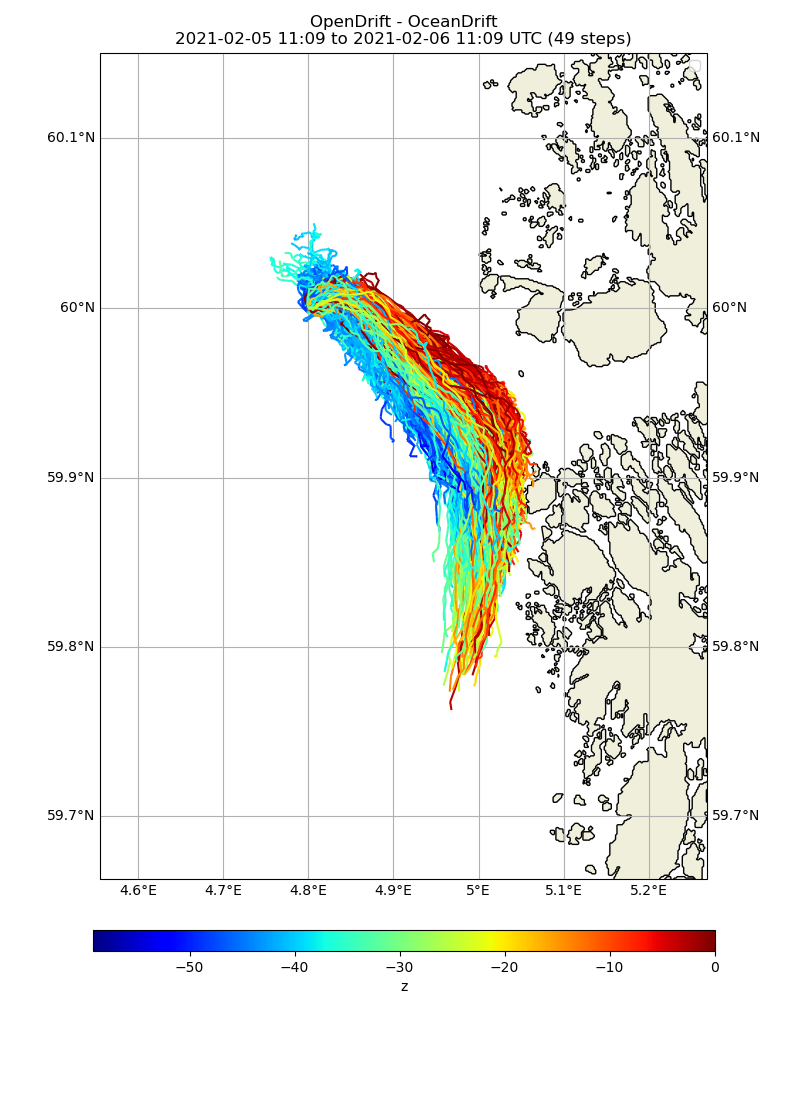 OpenDrift - OceanDrift
2021-02-05 11:09 to 2021-02-06 11:09 UTC (49 steps)
60.1°N 60.1°N
60°N 60°N
59.9°N 59.9°N
59.8°N 59.8°N
59.7°N 59.7°N
4.6°E 4.7°E 4.8°E 4.9°E 5°E 5.1°E 5.2°E
−50 −40 −30 −20 −10 0
z